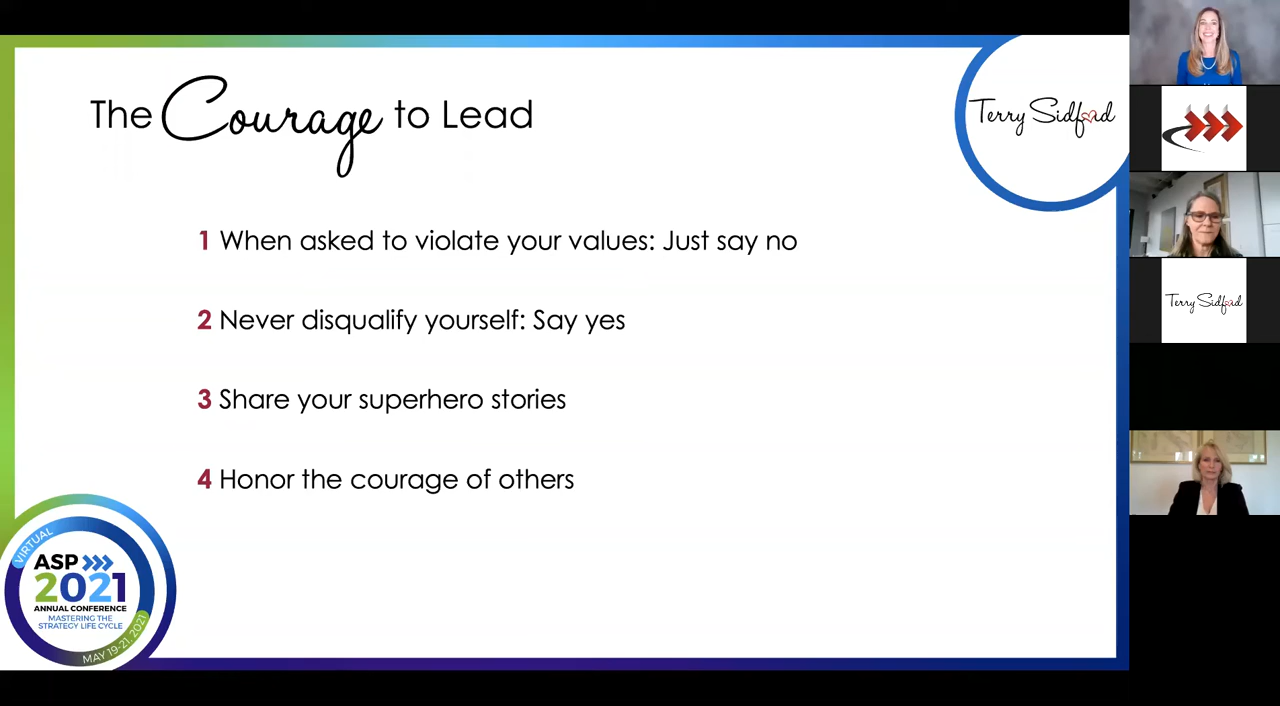 The Courage to Lead
Terry Sidford
1 When asked to violate your values: Just say no
2 Never disqualify yourself: Say yes
3 Share your superhero stories
4 Honor the courage of others
VIRTUAL
ASP
2021
ANNUAL CONFERENCE
MASTERING THE
STRATEGY LIFE CYCLE
MAY 19-21, 2021
Terry Sidford